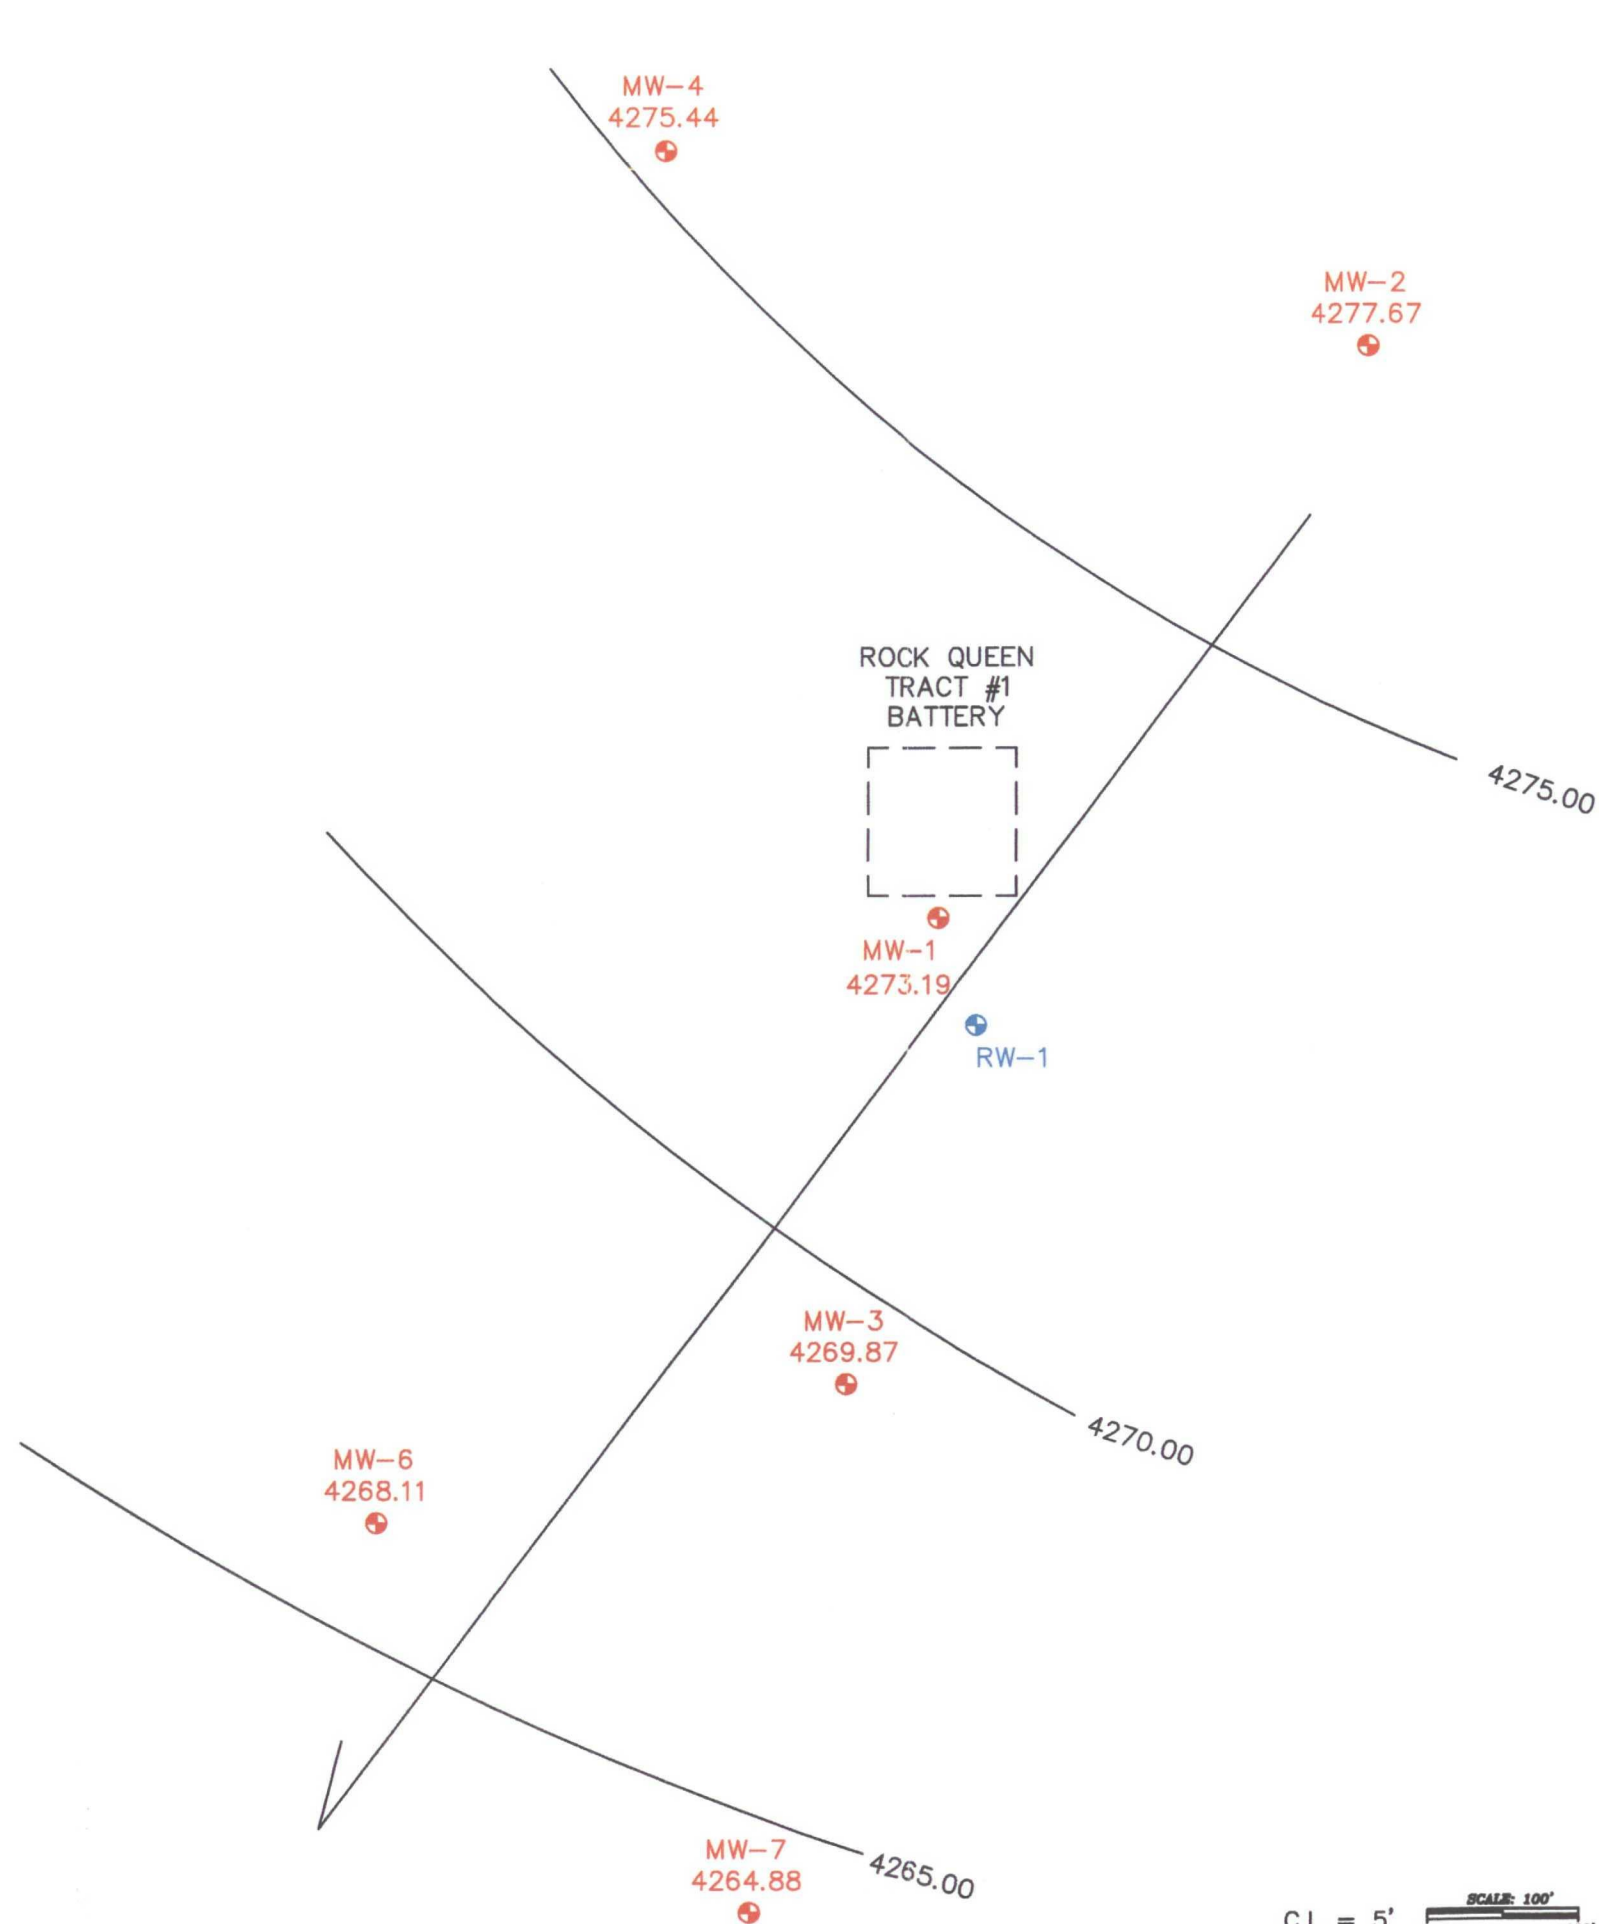 MW-4
4275.44
MW-2
4277.67
ROCK QUEEN
TRACT #1
BATTERY
4275.00
MW-1
4273.19
RW-1
MW-3
4269.87
4270.00
MW-6
4268.11
MW-7
4264.88
4265.00
SCALE: 100'
C.I. = 5'